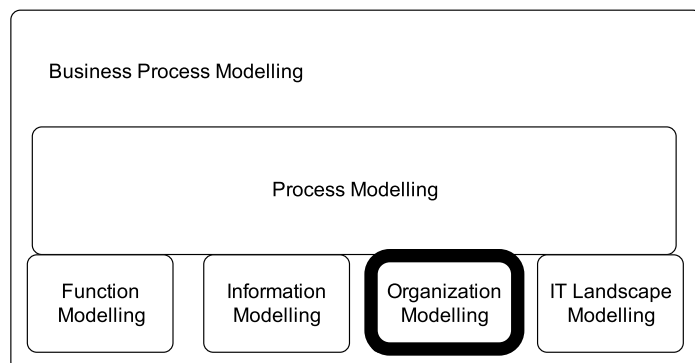 Business Process Modelling
Process Modelling
Function
Modelling
Information
Modelling
Organization
Modelling
IT Landscape
Modelling